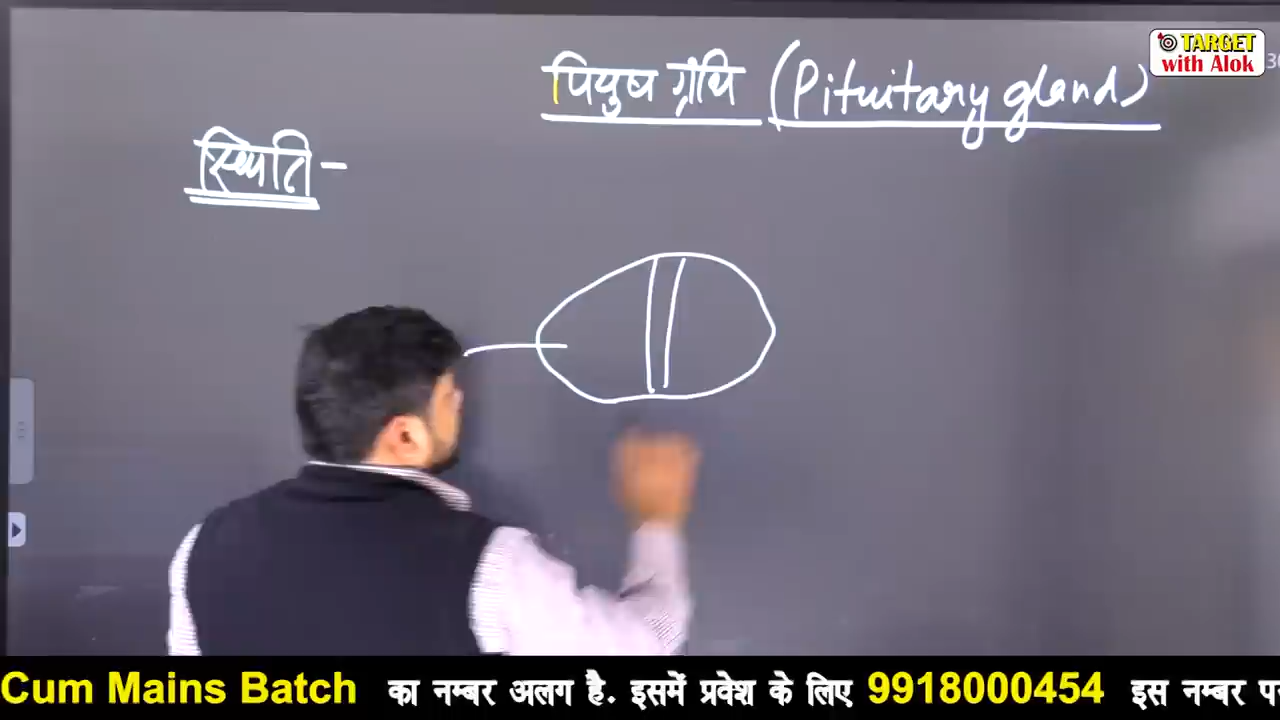 TARGET
with Alok
पियुष ग्रंथि (Pituitary gland)
स्थिति -
Cum Mains Batch का नम्बर अलग है. इसमें प्रवेश के लिए 9918000454 इस नम्बर